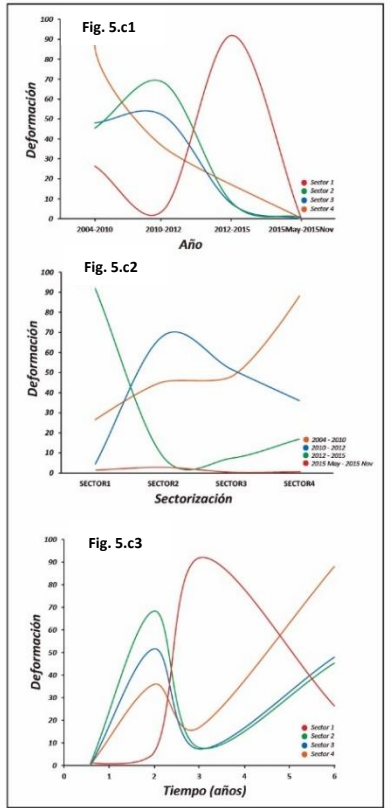 Fig. 5.c1
100
90
80
70
60
50
40
30
20
10
0
Deformación
Sector 1
Sector 2
Sector 3
Sector 4
2004-2010 2010-2012 2012-2015 2015May-2015Nov
Año
Fig. 5.c2
100
90
80
70
60
50
40
30
20
10
0
Deformación
2004 - 2010
2010 - 2012
2012 - 2015
2015 May - 2015 Nov
SECTOR1 SECTOR2 SECTOR3 SECTOR4
Sectorización
Fig. 5.c3
100
90
80
70
60
50
40
30
20
10
0
Deformación
Sector 1
Sector 2
Sector 3
Sector 4
0 1 2 3 4 5 6
Tiempo (años)